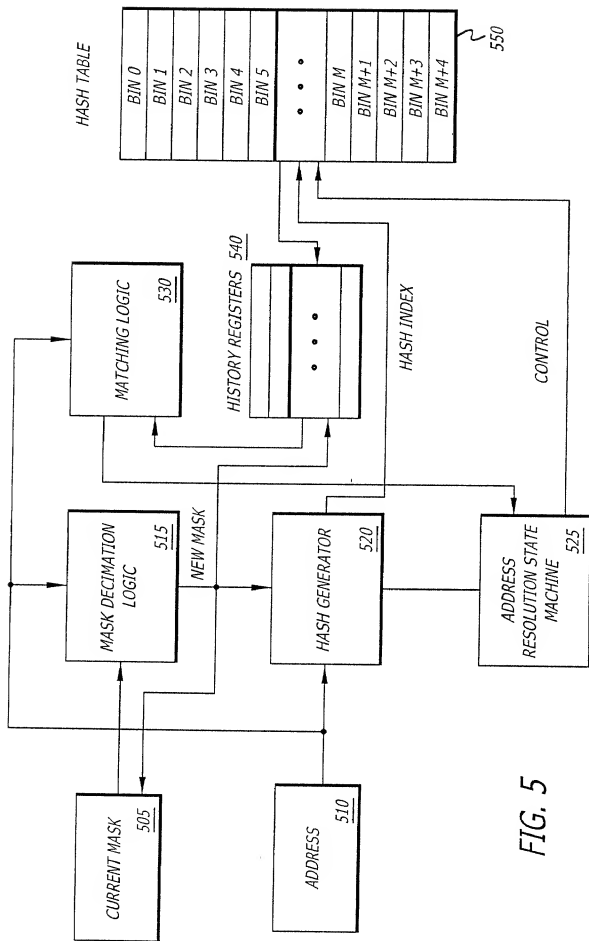 HASH TABLE
BIN 0
BIN 1
BIN 2
BIN 3
BIN 4
BIN 5
BIN M
BIN M+1
BIN M+2
BIN M+3
BIN M+4
550
MATCHING LOGIC
530
HISTORY REGISTERS 540
HASH INDEX
CONTROL
MASK DECIMATION
LOGIC
515
NEW MASK
HASH GENERATOR
520
ADDRESS
RESOLUTION STATE
MACHINE
525
CURRENT MASK
505
ADDRESS
510
FIG. 5